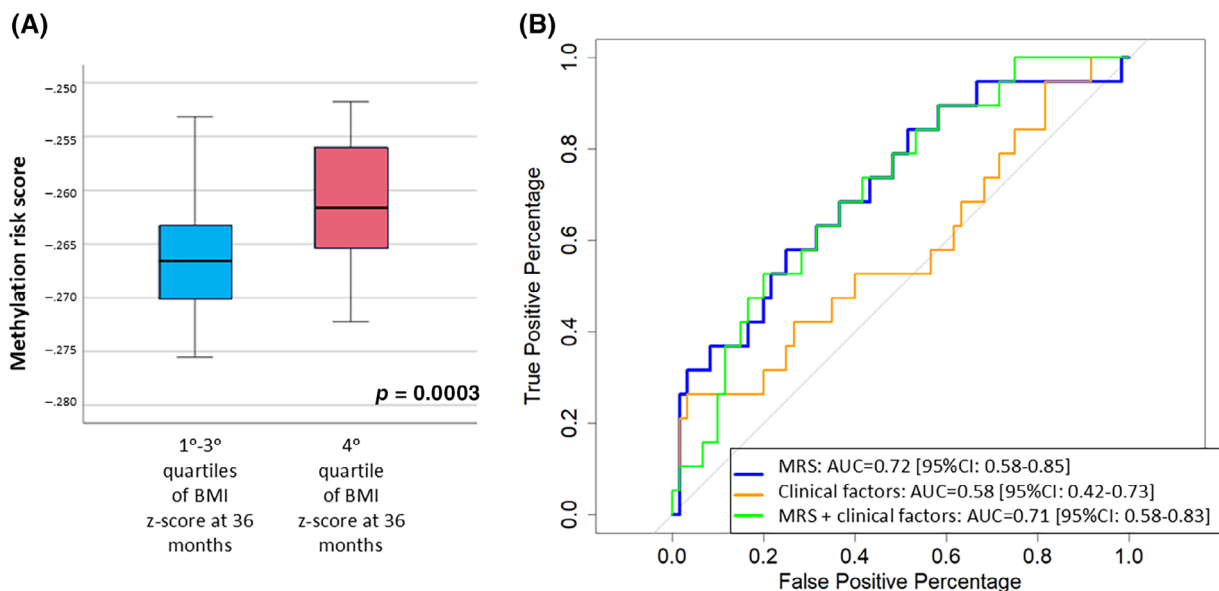 (A)
Methylation risk score
−.250
−.255
−.260
−.265
−.270
−.275
−.280
p = 0.0003
1º-3º
quartiles
of BMI
z-score at 36
months
4º
quartile
of BMI
z-score at 36
months
(B)
True Positive Percentage
1.0
0.8
0.6
0.4
0.2
0.0
MRS: AUC=0.72 [95%CI: 0.58-0.85]
Clinical factors: AUC=0.58 [95%CI: 0.42-0.73]
MRS + clinical factors: AUC=0.71 [95%CI: 0.58-0.83]
0.0 0.2 0.4 0.6 0.8 1.0
False Positive Percentage